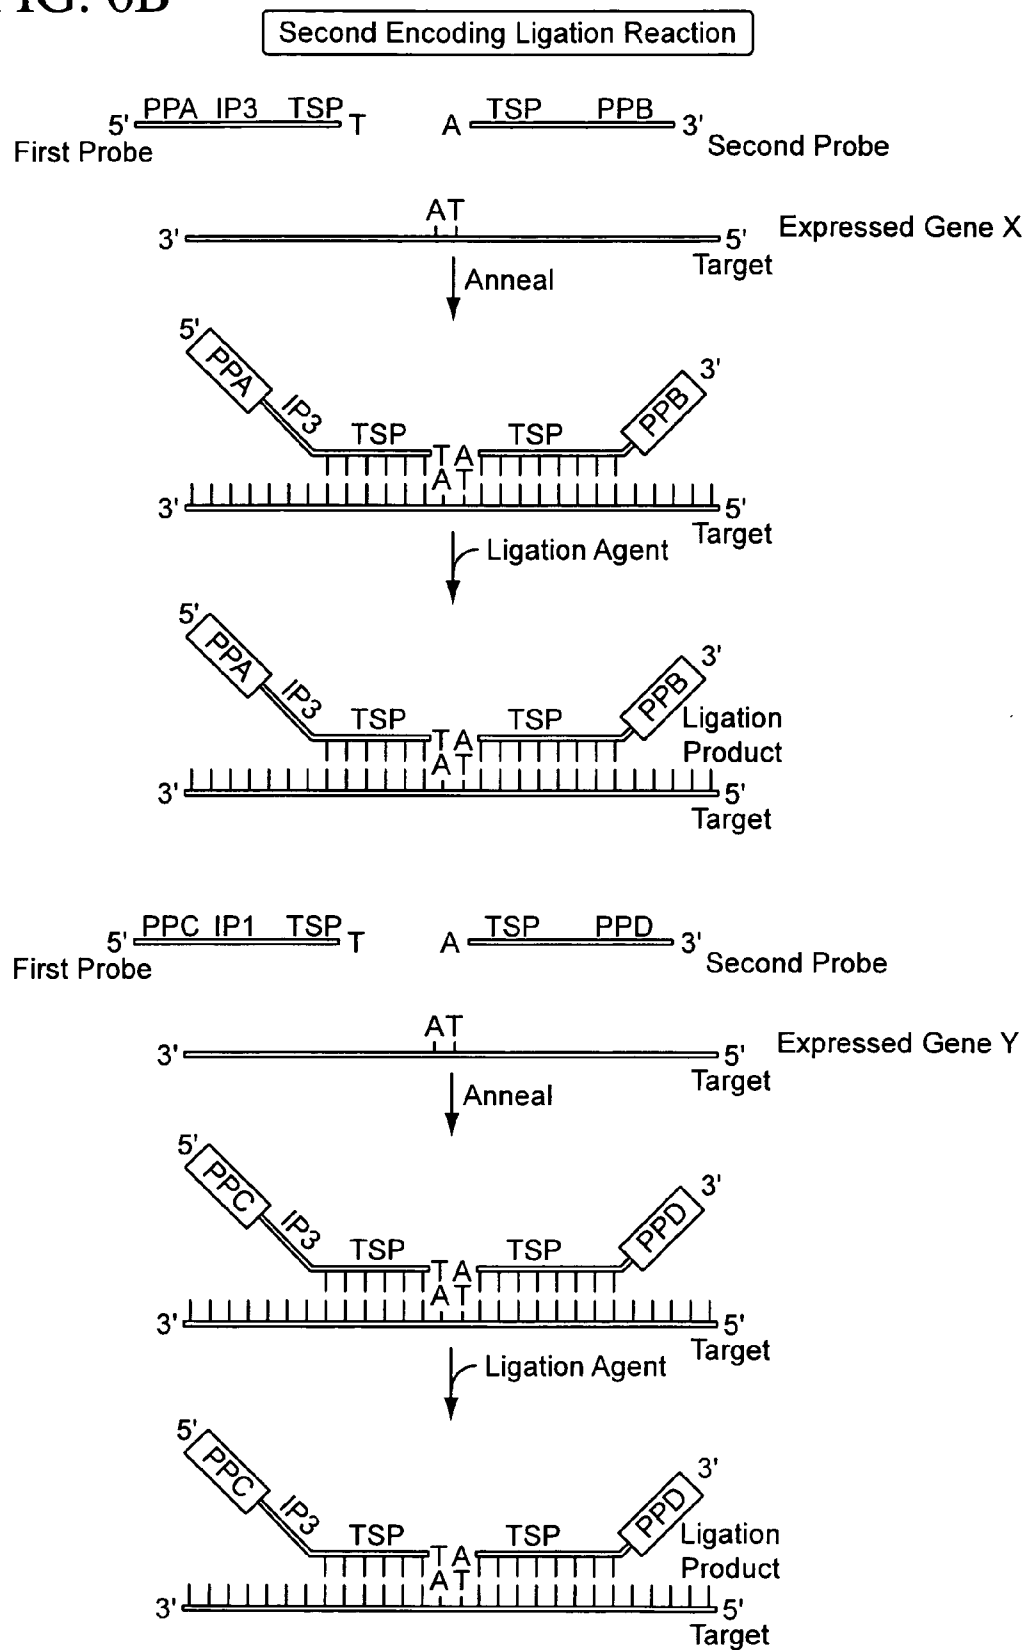 FIG. 6B
Second Encoding Ligation Reaction
5' PPA IP3 TSP T A TSP PPB 3'
First Probe Second Probe
AT
3' 5' Expressed Gene X
Target
Anneal
5' PPA IP3 TSP TA TSP PPB 3'
AT
3' 5'
Target
Ligation Agent
5' PPA IP3 TSP TA TSP PPB 3'
Ligation
Product
AT
3' 5'
Target
5' PPC IP1 TSP T A TSP PPD 3'
First Probe Second Probe
AT
3' 5' Expressed Gene Y
Target
Anneal
5' PPC IP3 TSP TA TSP PPD 3'
AT
3' 5'
Target
Ligation Agent
5' PPC IP3 TSP TA TSP PPD 3'
Ligation
Product
AT
3' 5'
Target